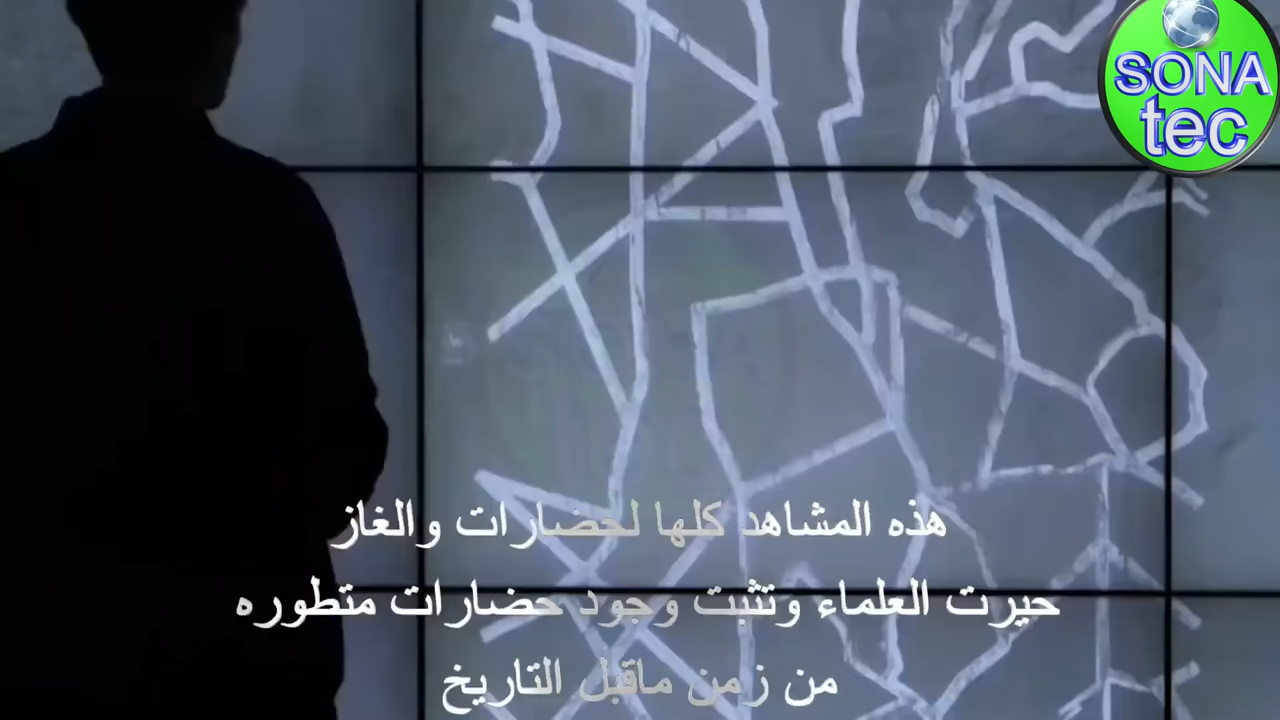 SONA
tec
هذه المشاهد كلها لحضارات والغاز
حيرت العلماء وتثبت وجود حضارات متطوره
من زمن ماقبل التاريخ